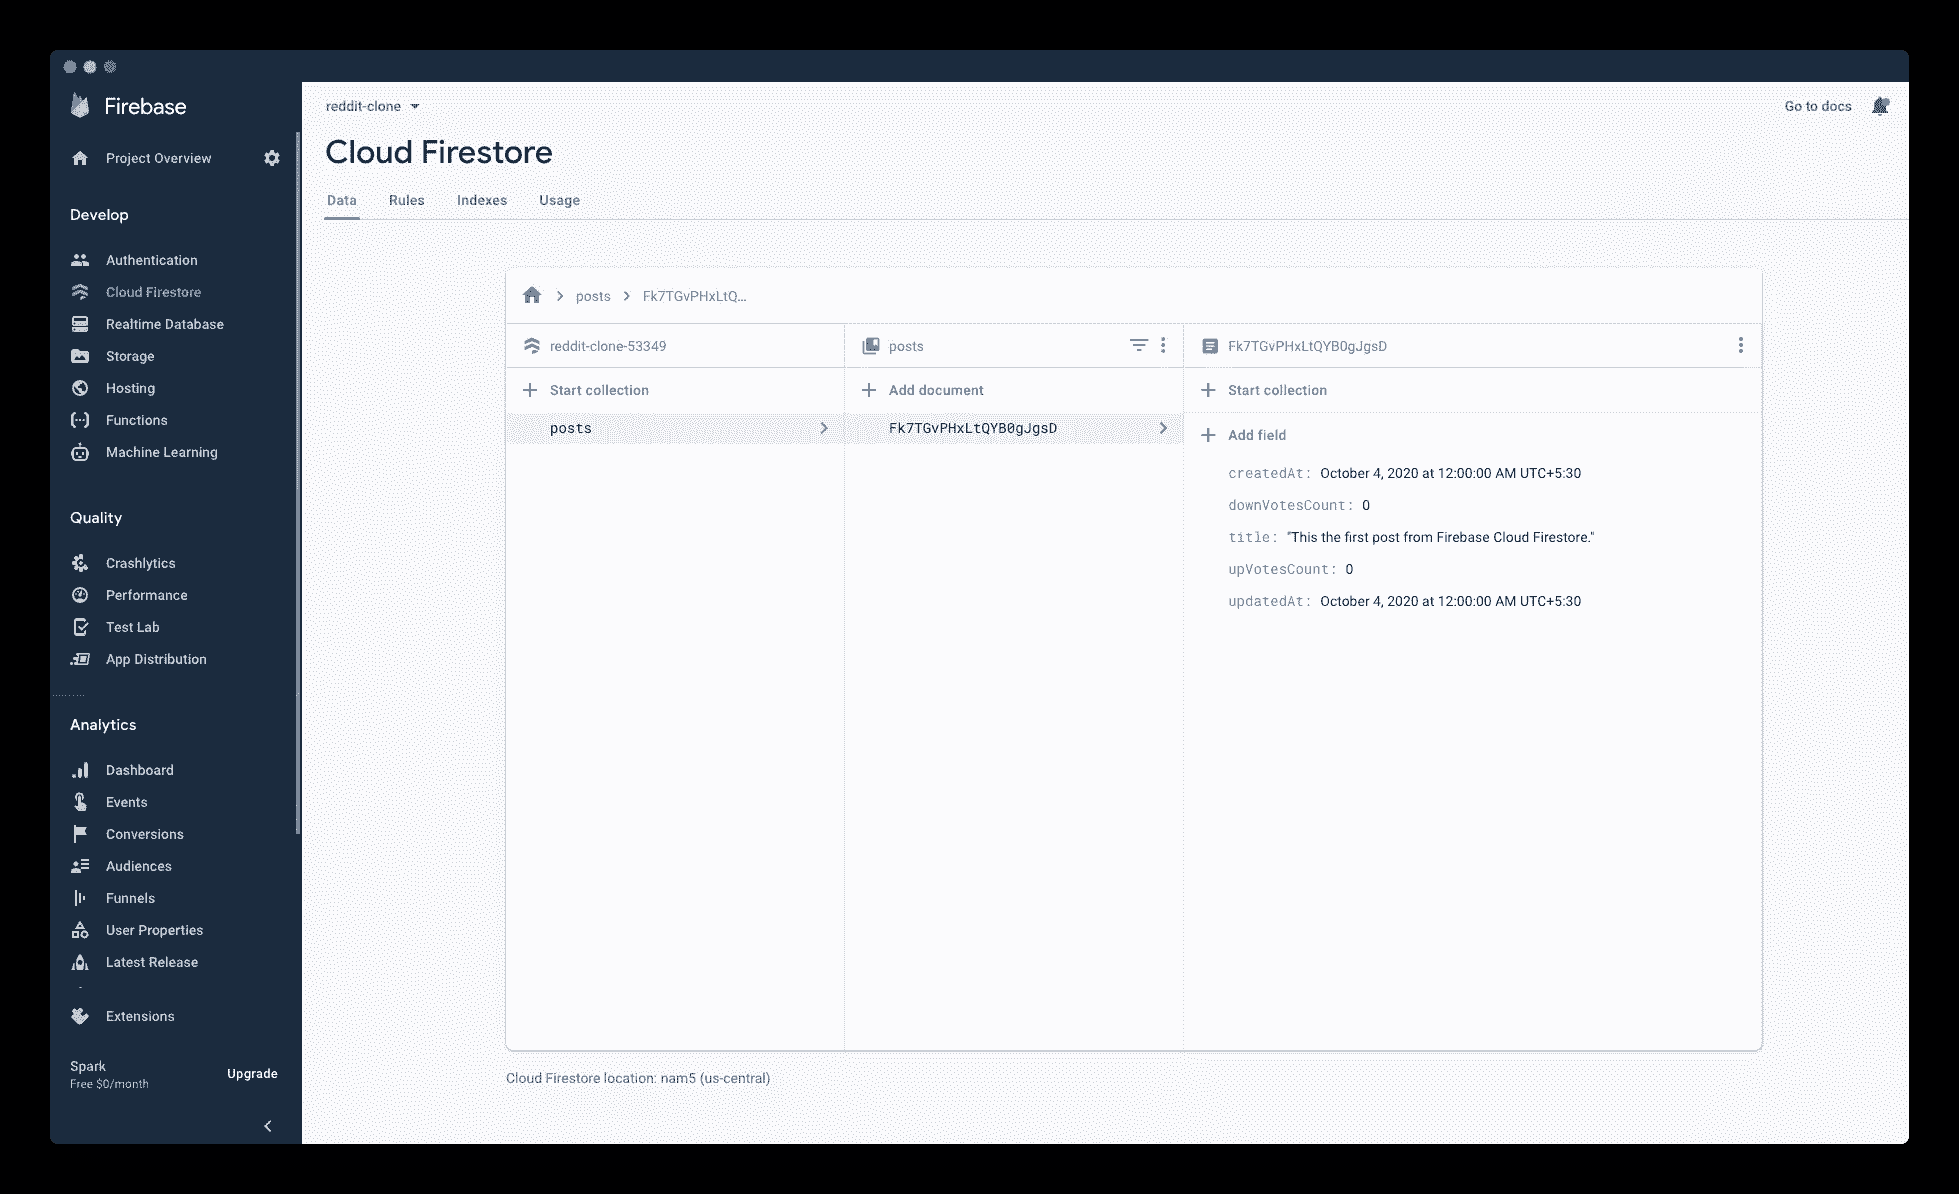 Firebase
Project Overview
Develop
Authentication
Cloud Firestore
Realtime Database
Storage
Hosting
Functions
Machine Learning
Quality
Crashlytics
Performance
Test Lab
App Distribution
Analytics
Dashboard
Events
Conversions
Audiences
Funnels
User Properties
Latest Release
Extensions
Spark
Free $0/month
Upgrade
reddit-clone
Go to docs
Cloud Firestore
Data Rules Indexes Usage
posts Fk7TGvPHxLtQ...
reddit-clone-53349
Start collection
posts
posts
Add document
Fk7TGvPHxLtQYB0gJgsD
Fk7TGvPHxLtQYB0gJgsD
Start collection
Add field
createdAt: October 4, 2020 at 12:00:00 AM UTC+5:30
downVotesCount: 0
title: "This the first post from Firebase Cloud Firestore."
upVotesCount: 0
updatedAt: October 4, 2020 at 12:00:00 AM UTC+5:30
Cloud Firestore location: nam5 (us-central)